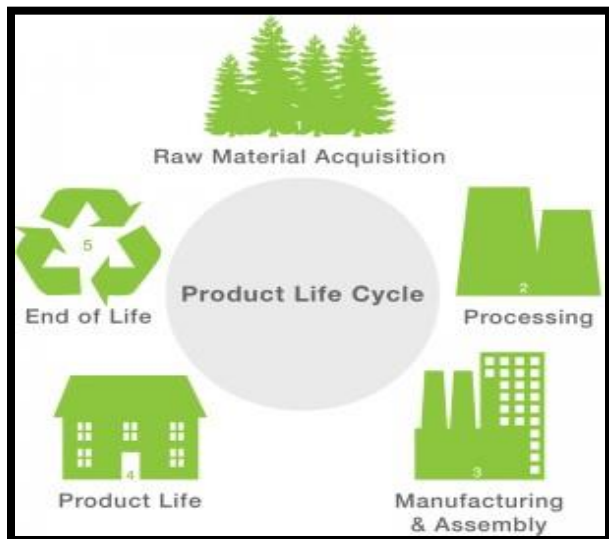 1
Raw Material Acquisition
2
Processing
3
Manufacturing
& Assembly
4
Product Life
5
End of Life
Product Life Cycle